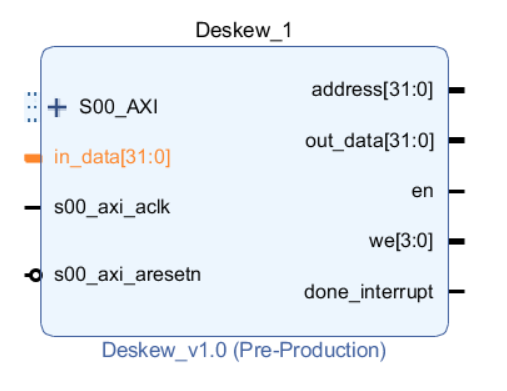 Deskew_1
S00_AXI
in_data[31:0]
s00_axi_aclk
s00_axi_aresetn
address[31:0]
out_data[31:0]
en
we[3:0]
done_interrupt
Deskew_v1.0 (Pre-Production)